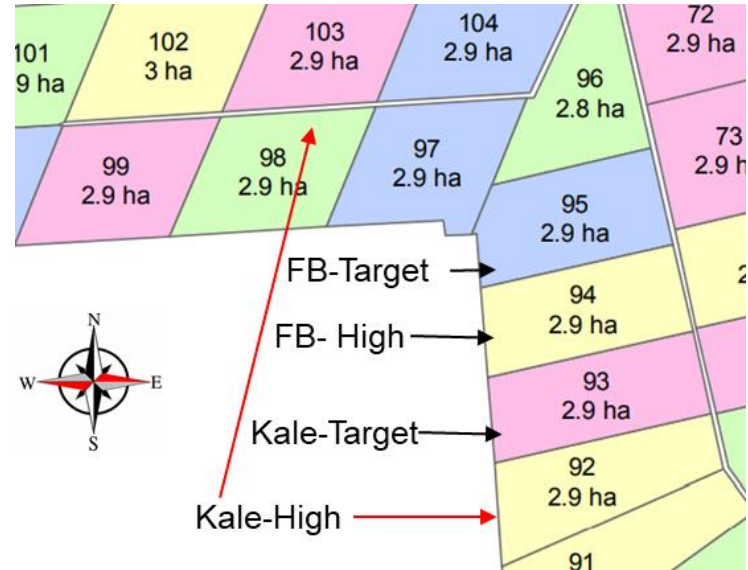 101
9 ha
102
3 ha
103
2.9 ha
104
2.9 ha
72
2.9 ha
96
2.8 ha
73
2.9 h
99
2.9 ha
98
2.9 ha
97
2.9 ha
95
2.9 ha
FB-Target
94
2.9 ha
2
FB- High
93
2.9 ha
Kale-Target
92
2.9 ha
Kale-High
91
N
W
E
S